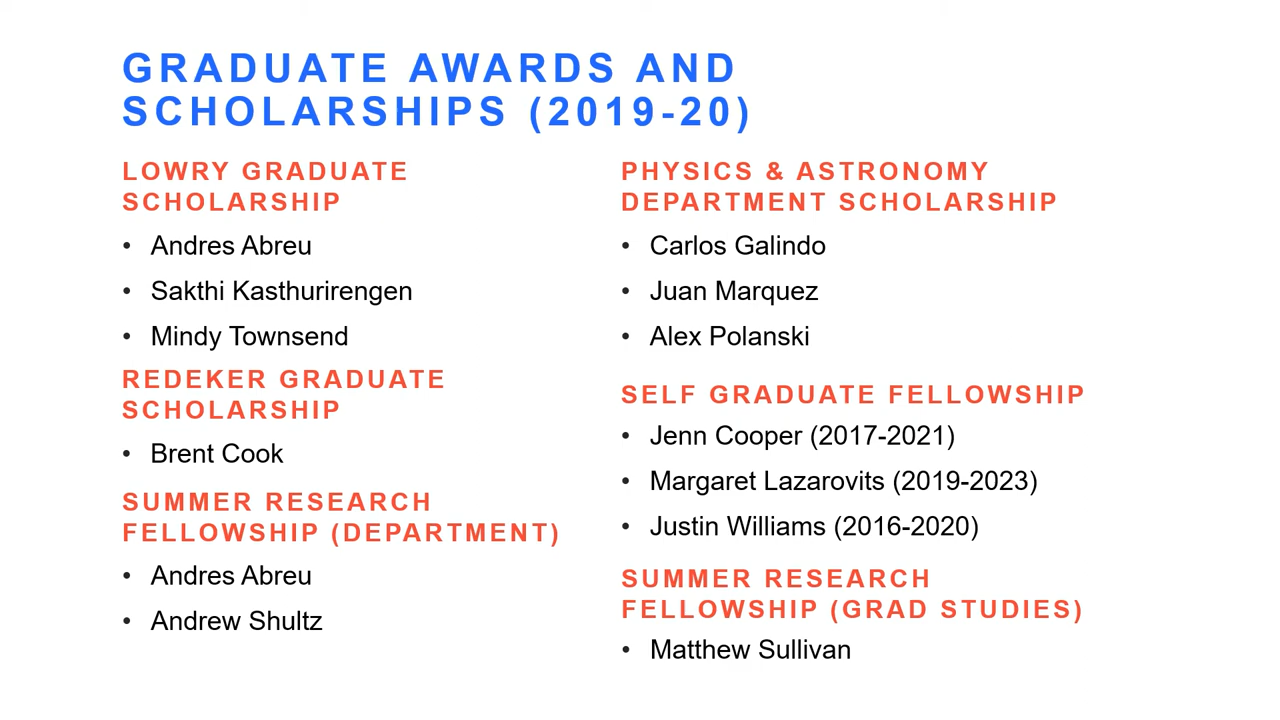 GRADUATE AWARDS AND
SCHOLARSHIPS (2019-20)
LOWRY GRADUATE
SCHOLARSHIP
• Andres Abreu
• Sakthi Kasthurirengen
• Mindy Townsend
REDEKER GRADUATE
SCHOLARSHIP
• Brent Cook
SUMMER RESEARCH
FELLOWSHIP (DEPARTMENT)
• Andres Abreu
• Andrew Shultz
PHYSICS & ASTRONOMY
DEPARTMENT SCHOLARSHIP
• Carlos Galindo
• Juan Marquez
• Alex Polanski
SELF GRADUATE FELLOWSHIP
• Jenn Cooper (2017-2021)
• Margaret Lazarovits (2019-2023)
• Justin Williams (2016-2020)
SUMMER RESEARCH
FELLOWSHIP (GRAD STUDIES)
• Matthew Sullivan